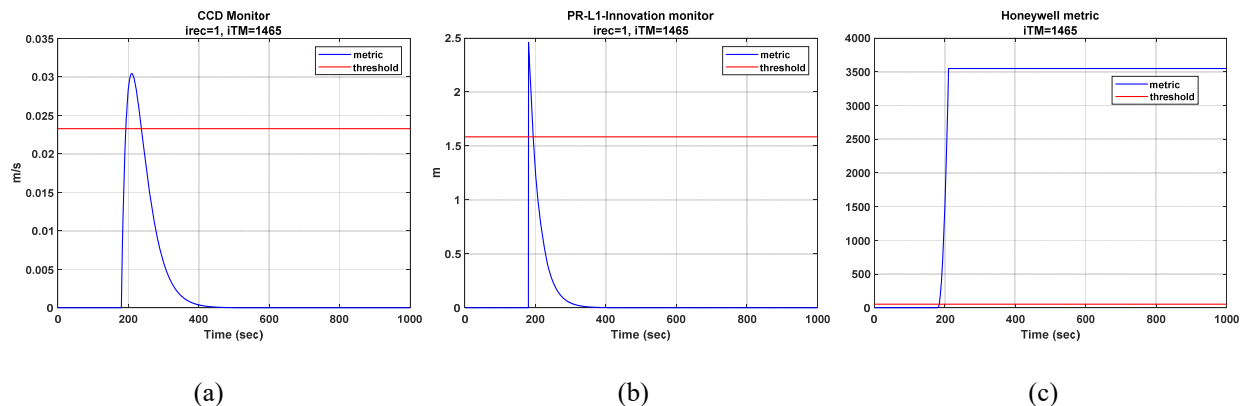 CCD Monitor
irec=1, iTM=1465
0.035
0.03
0.025
0.02
0.015
0.01
0.005
0
m/s
metric
threshold
0 200 400 600 800 1000
Time (sec)
(a)
PR-L1-Innovation monitor
irec=1, iTM=1465
2.5
2
1.5
1
0.5
0
m
metric
threshold
0 200 400 600 800 1000
Time (sec)
(b)
Honeywell metric
iTM=1465
4000
3500
3000
2500
2000
1500
1000
500
0
metric
threshold
0 200 400 600 800 1000
Time (sec)
(c)